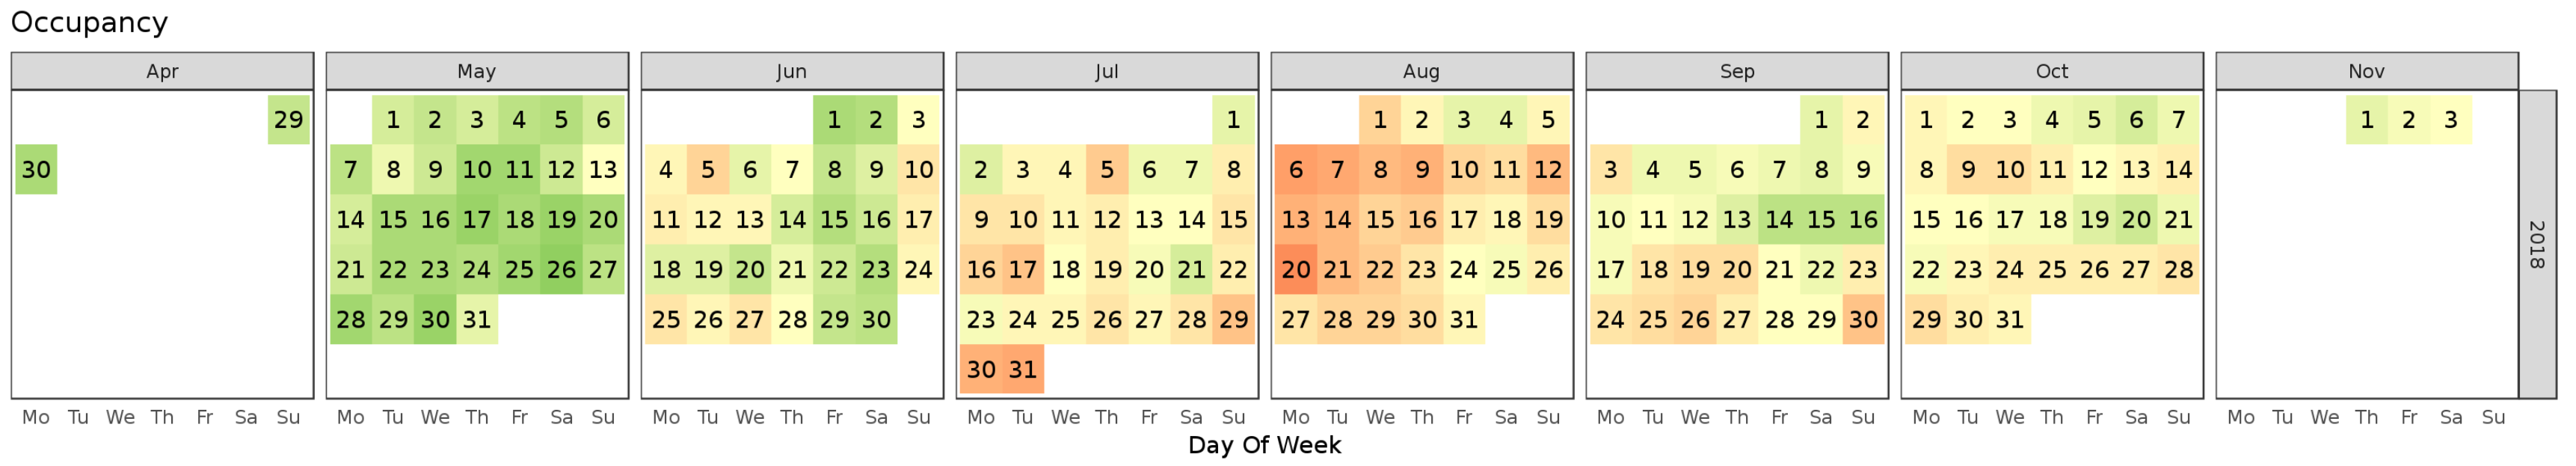 Occupancy
Apr May Jun Jul Aug Sep Oct Nov
29 1 2 3 4 5 6 1 2 3 1 1 2 3 4 5 1 2 1 2 3 4 5 6 7 1 2 3
30 7 8 9 10 11 12 13 4 5 6 7 8 9 10 2 3 4 5 6 7 8 6 7 8 9 10 11 12 3 4 5 6 7 8 9 8 9 10 11 12 13 14
14 15 16 17 18 19 20 11 12 13 14 15 16 17 9 10 11 12 13 14 15 13 14 15 16 17 18 19 10 11 12 13 14 15 16 15 16 17 18 19 20 21
21 22 23 24 25 26 27 18 19 20 21 22 23 24 16 17 18 19 20 21 22 20 21 22 23 24 25 26 17 18 19 20 21 22 23 22 23 24 25 26 27 28
28 29 30 31 25 26 27 28 29 30 23 24 25 26 27 28 29 27 28 29 30 31 24 25 26 27 28 29 30 29 30 31
30 31
2018
Mo Tu We Th Fr Sa Su Mo Tu We Th Fr Sa Su Mo Tu We Th Fr Sa Su Mo Tu We Th Fr Sa Su Mo Tu We Th Fr Sa Su Mo Tu We Th Fr Sa Su Mo Tu We Th Fr Sa Su Mo Tu We Th Fr Sa Su
Day Of Week